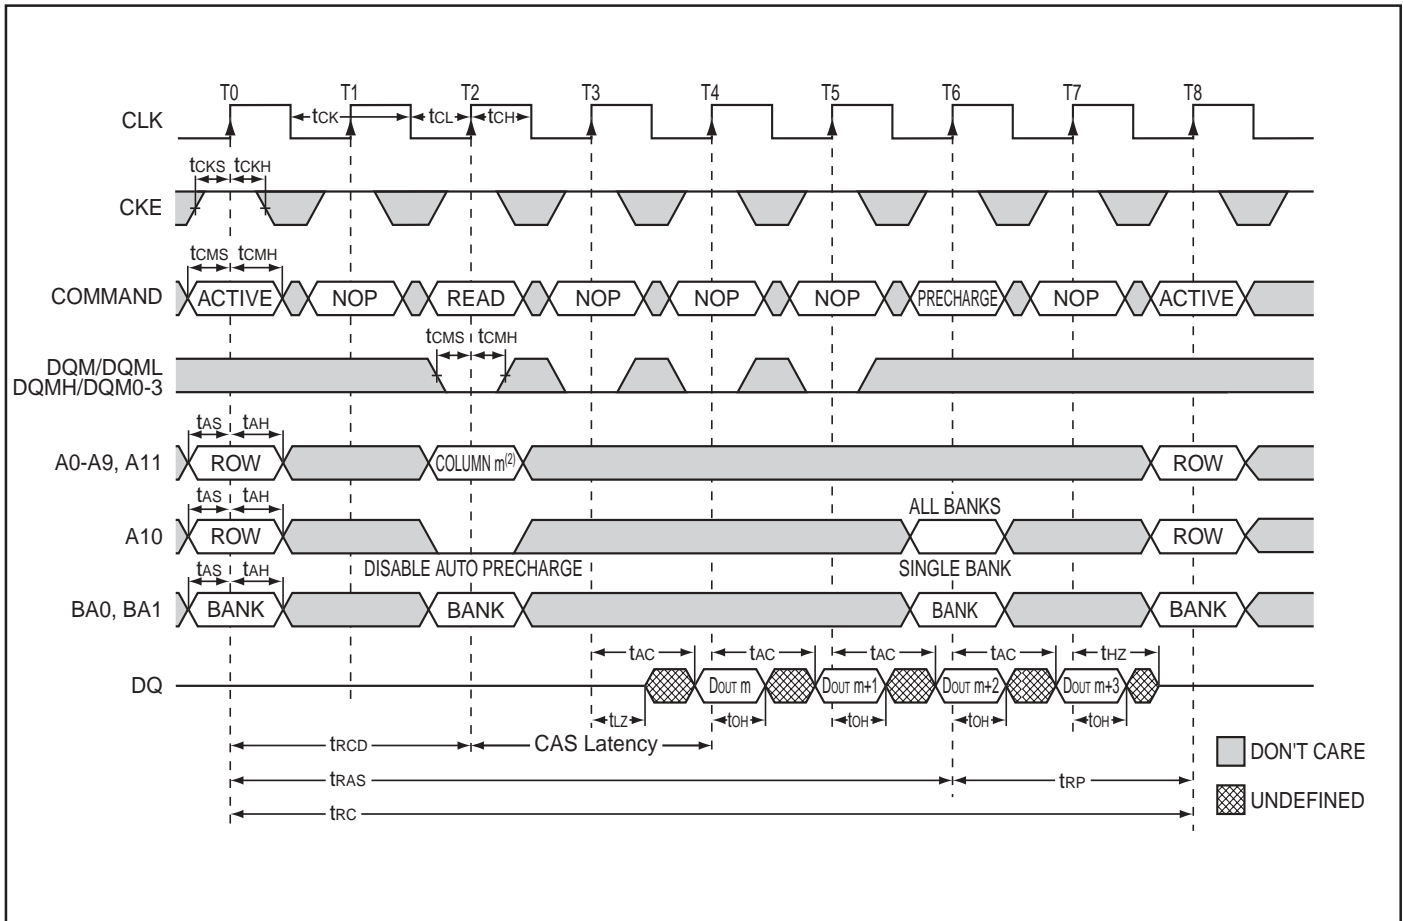 T0 T1 T2 T3 T4 T5 T6 T7 T8
CLK tCK tCL tCH
tCKS tCKH
CKE
tCMS tCMH
COMMAND ACTIVE NOP READ NOP NOP NOP PRECHARGE NOP ACTIVE
tCMS tCMH
DQM/DQML
DQMH/DQM0-3
tAS tAH
A0-A9, A11 ROW COLUMN m(2) ROW
tAS tAH ALL BANKS
A10 ROW ROW
tAS tAH DISABLE AUTO PRECHARGE SINGLE BANK
BA0, BA1 BANK BANK BANK BANK
tAC tAC tAC tAC tHZ
DQ DOUT m DOUT m+1 DOUT m+2 DOUT m+3
tLZ tOH tOH tOH tOH
tRCD CAS Latency
DON'T CARE
tRAS tRP
UNDEFINED
tRC